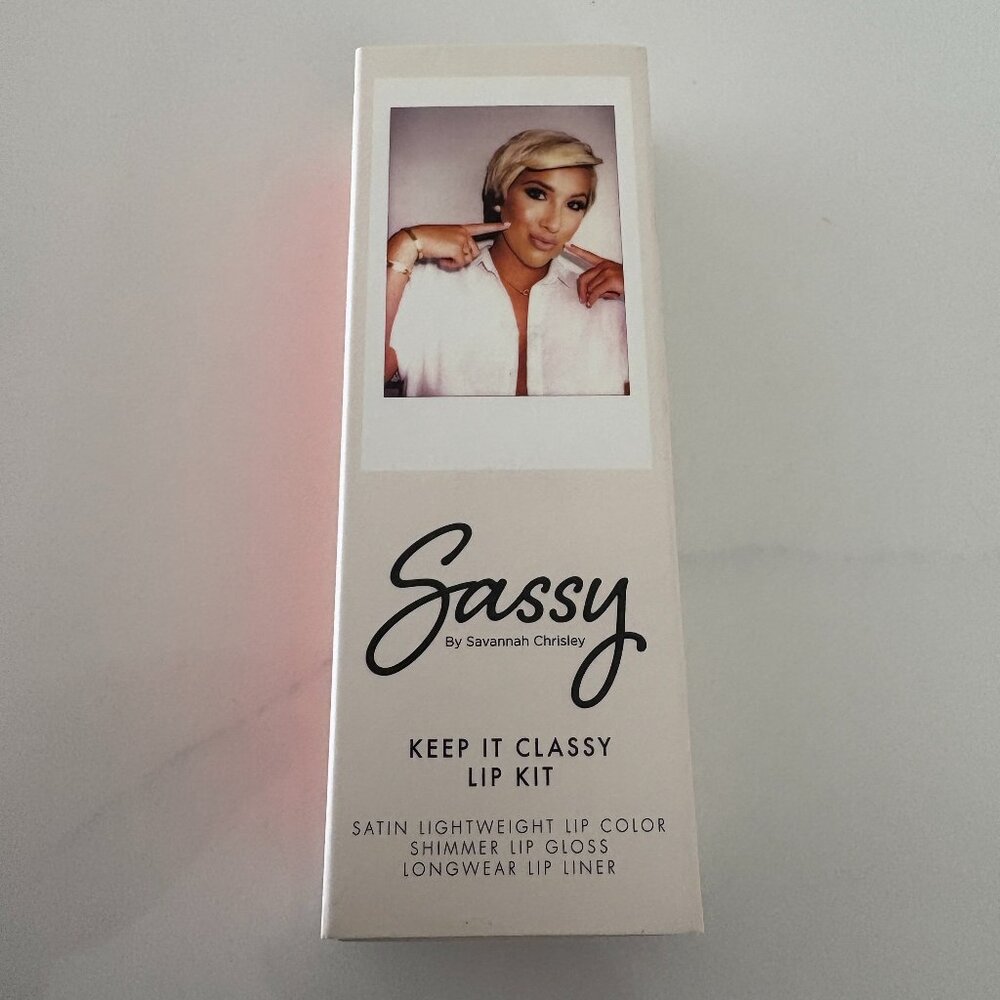 Sassy
By Savannah Chrisley
KEEP IT CLASSY
LIP KIT
SATIN LIGHTWEIGHT LIP COLOR
SHIMMER LIP GLOSS
LONGWEAR LIP LINER